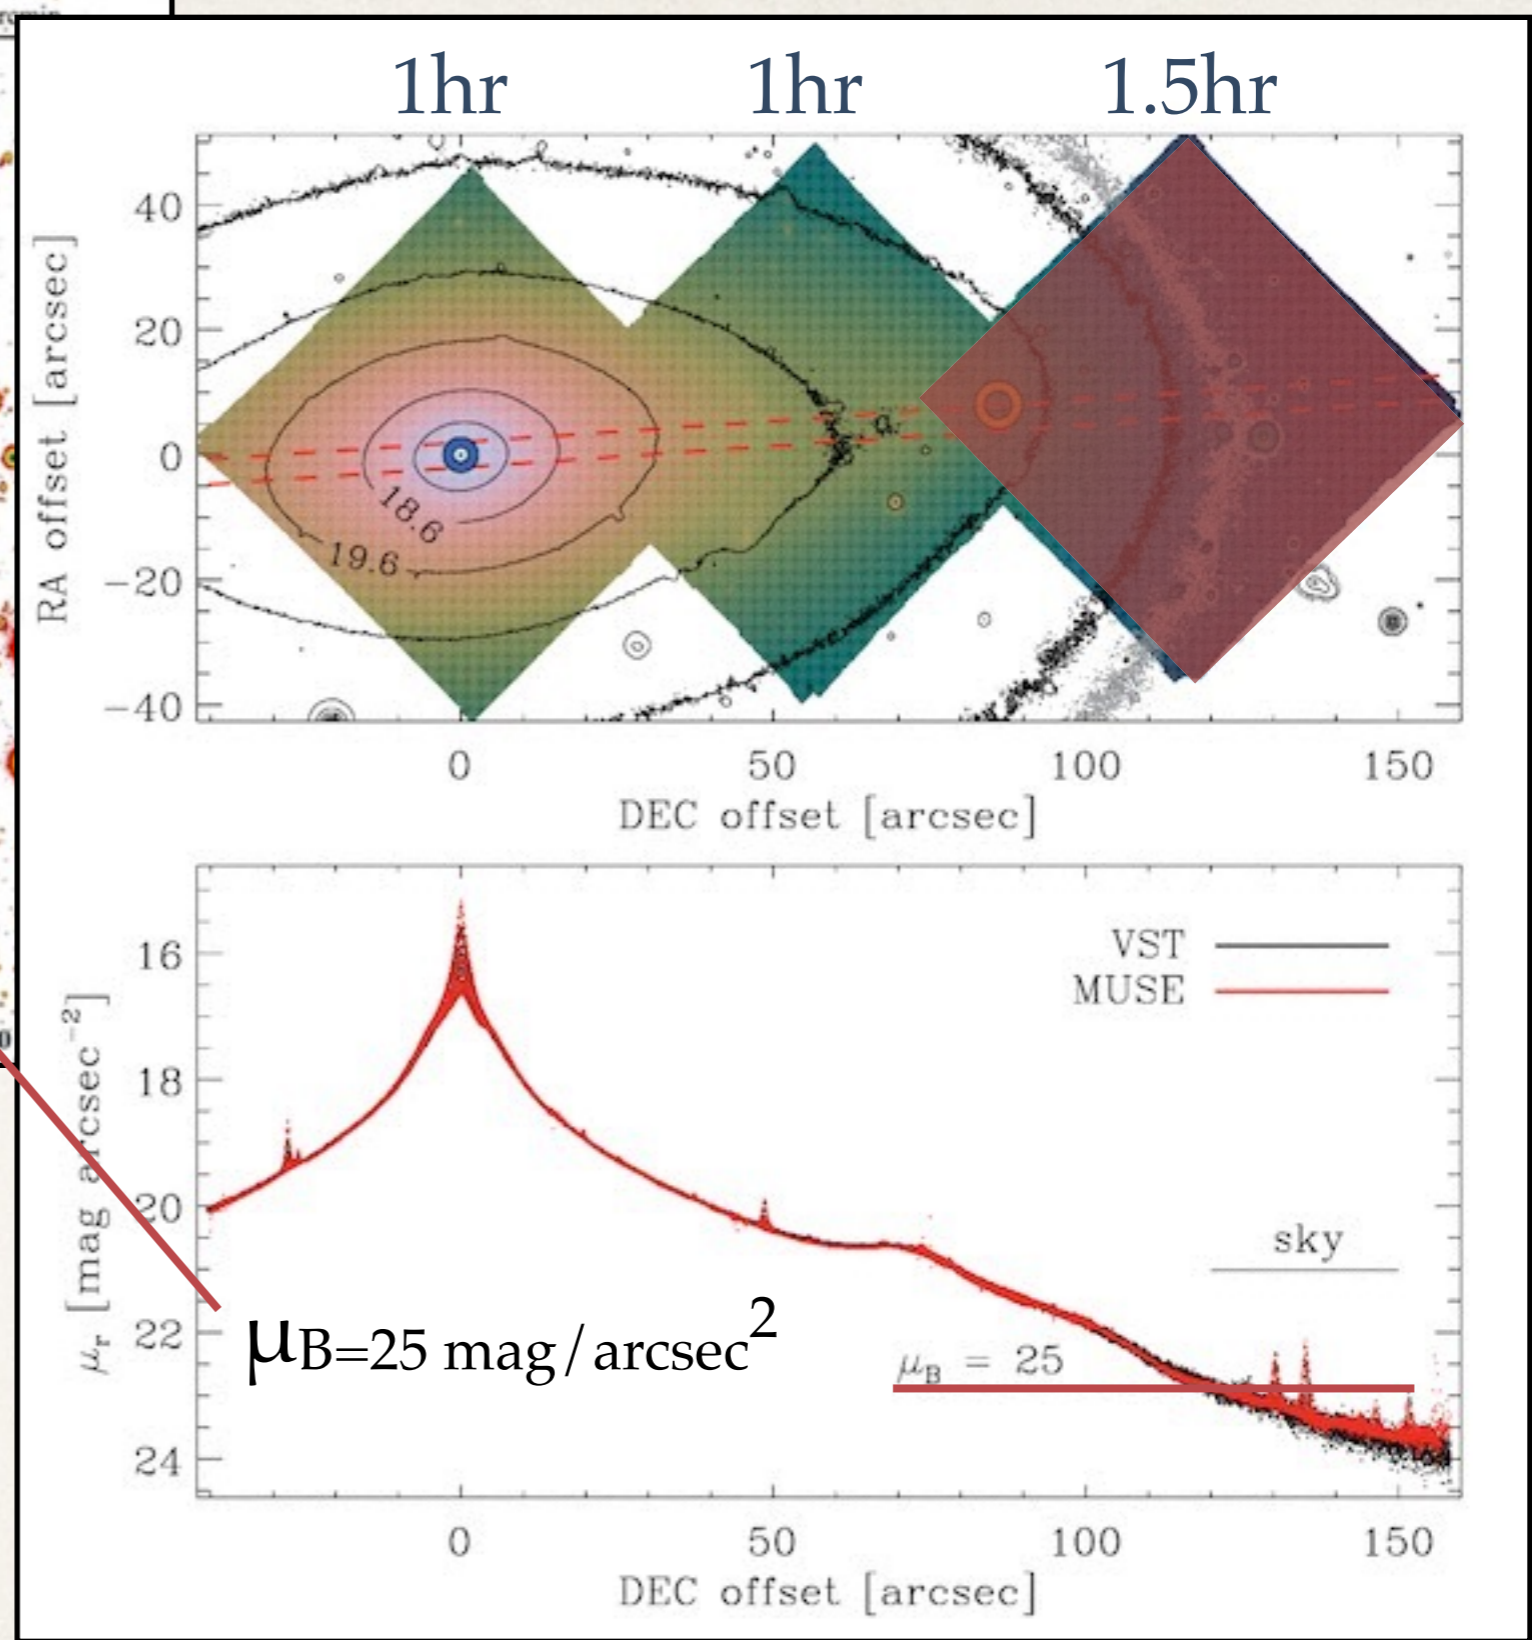 1hr 1hr 1.5hr
40
20
0
−20
−40
RA offset [arcsec]
18.6
19.6
0 50 100 150
DEC offset [arcsec]
16
18
20
22
24
μr [mag arcsec−2]
VST
MUSE
sky
μB=25 mag/arcsec2
μB = 25
0 50 100 150
DEC offset [arcsec]